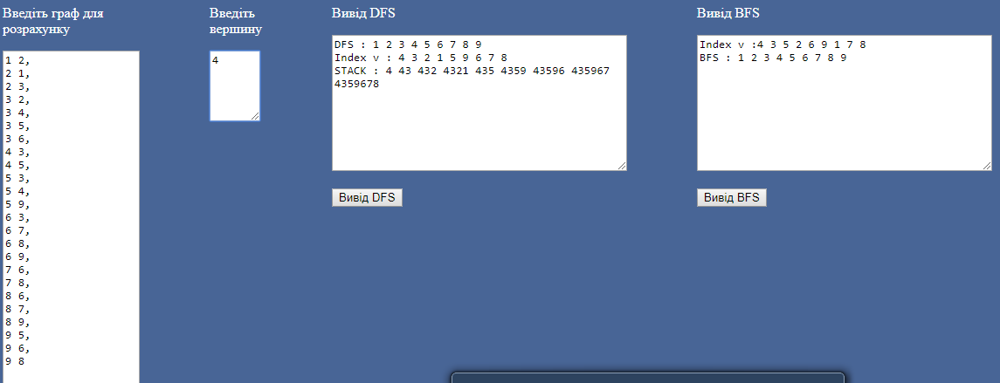 Введіть граф для
розрахунку
1 2,
2 1,
2 3,
3 2,
3 4,
3 5,
3 6,
4 3,
4 5,
5 3,
5 4,
5 9,
6 3,
6 7,
6 8,
6 9,
7 6,
7 8,
8 6,
8 7,
8 9,
9 5,
9 6,
9 8
Введіть
вершину
4
Вивід DFS
DFS : 1 2 3 4 5 6 7 8 9
Index v : 4 3 2 1 5 9 6 7 8
STACK : 4 43 432 4321 435 4359 43596 435967
4359678
Вивід DFS
Вивід BFS
Index v :4 3 5 2 6 9 1 7 8
BFS : 1 2 3 4 5 6 7 8 9
Вивід BFS